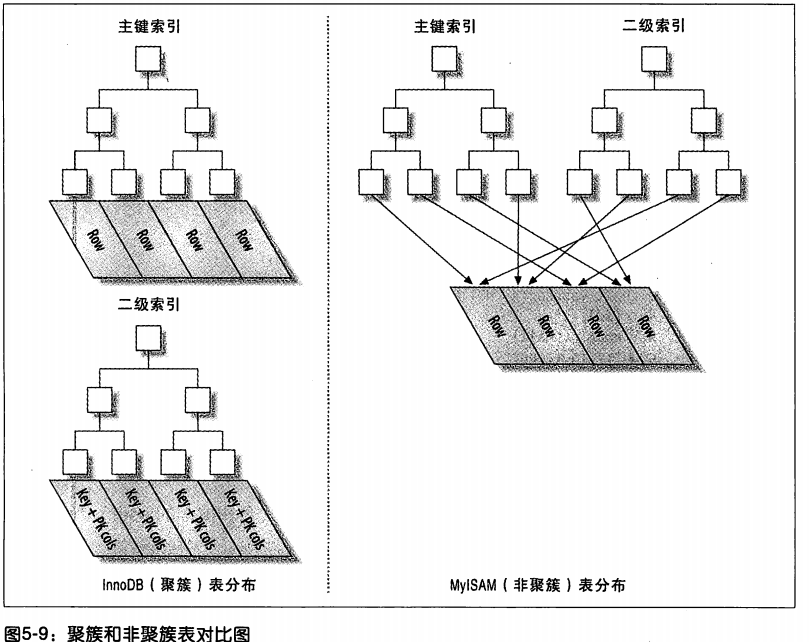 主键索引
Row
Row
Row
Row
二级索引
Key + PK cols
Key + PK cols
Key + PK cols
Key + PK cols
InnoDB（聚簇）表分布
主键索引
二级索引
Row
Row
Row
Row
MyISAM（非聚簇）表分布
图5-9：聚簇和非聚簇表对比图